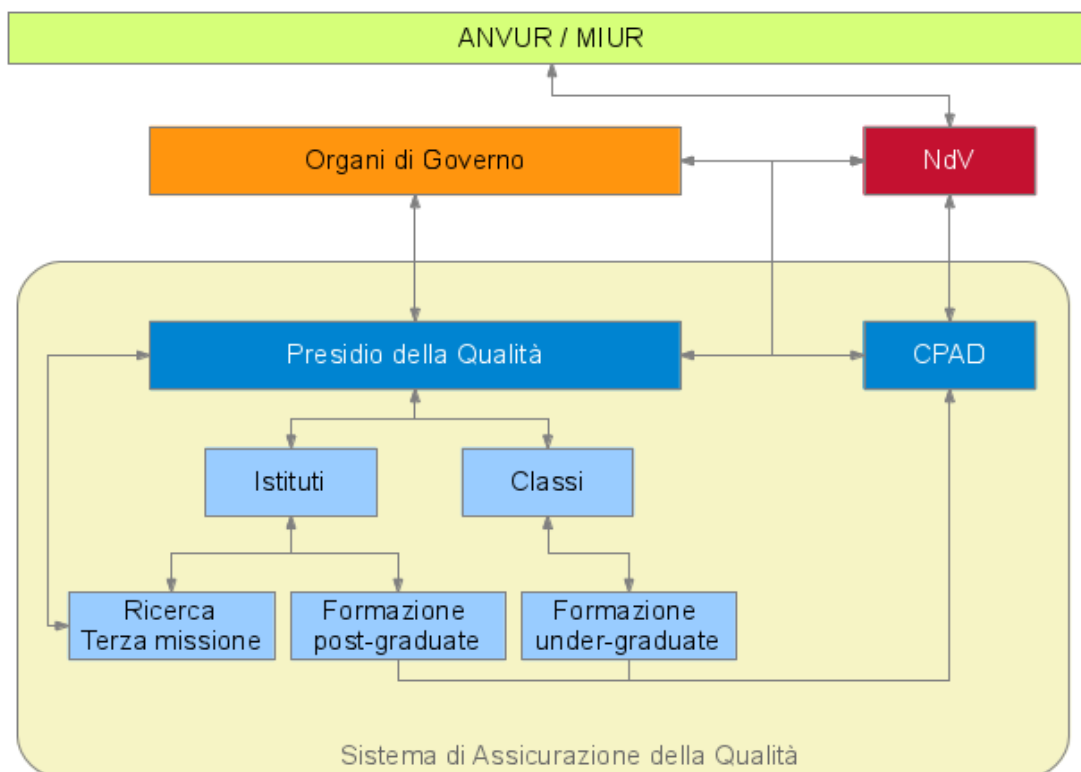 ANVUR / MIUR
Organi di Governo
NdV
Presidio della Qualità
CPAD
Istituti
Classi
Ricerca
Terza missione
Formazione
post-graduate
Formazione
under-graduate
Sistema di Assicurazione della Qualità